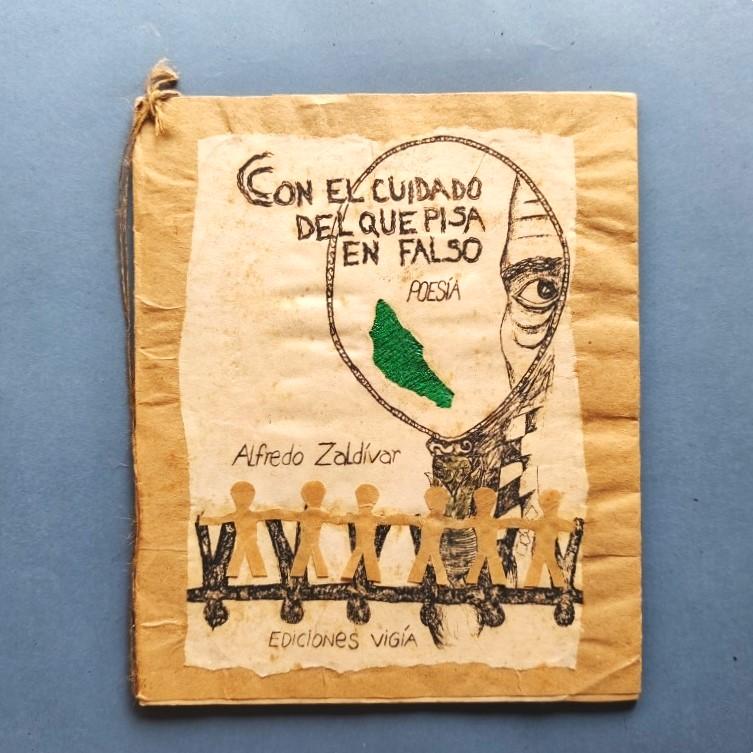 CON EL CUIDADO
DEL QUE PISA
EN FALSO
POESÍA
Alfredo Zaldívar
EDICIONES VIGÍA